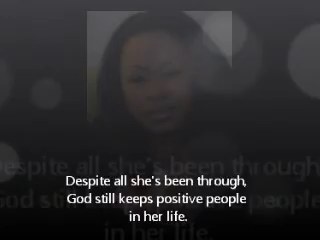 Despite all she's been through,
God still keeps positive people
in her life.